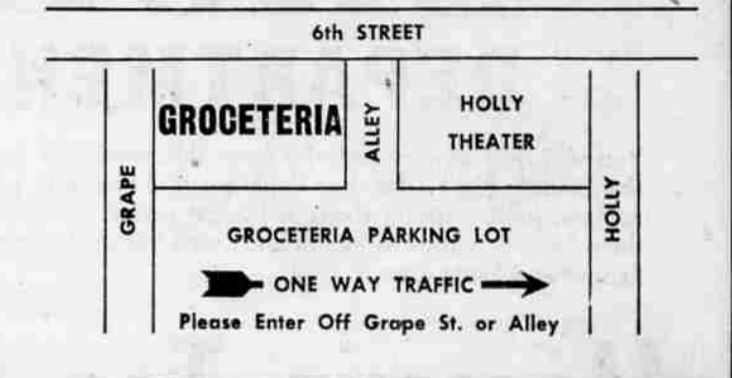 6th STREET
GROCETERIA
ALLEY
HOLLY
THEATER
GRAPE
HOLLY
GROCETERIA PARKING LOT
ONE WAY TRAFFIC
Please Enter Off Grape St. or Alley